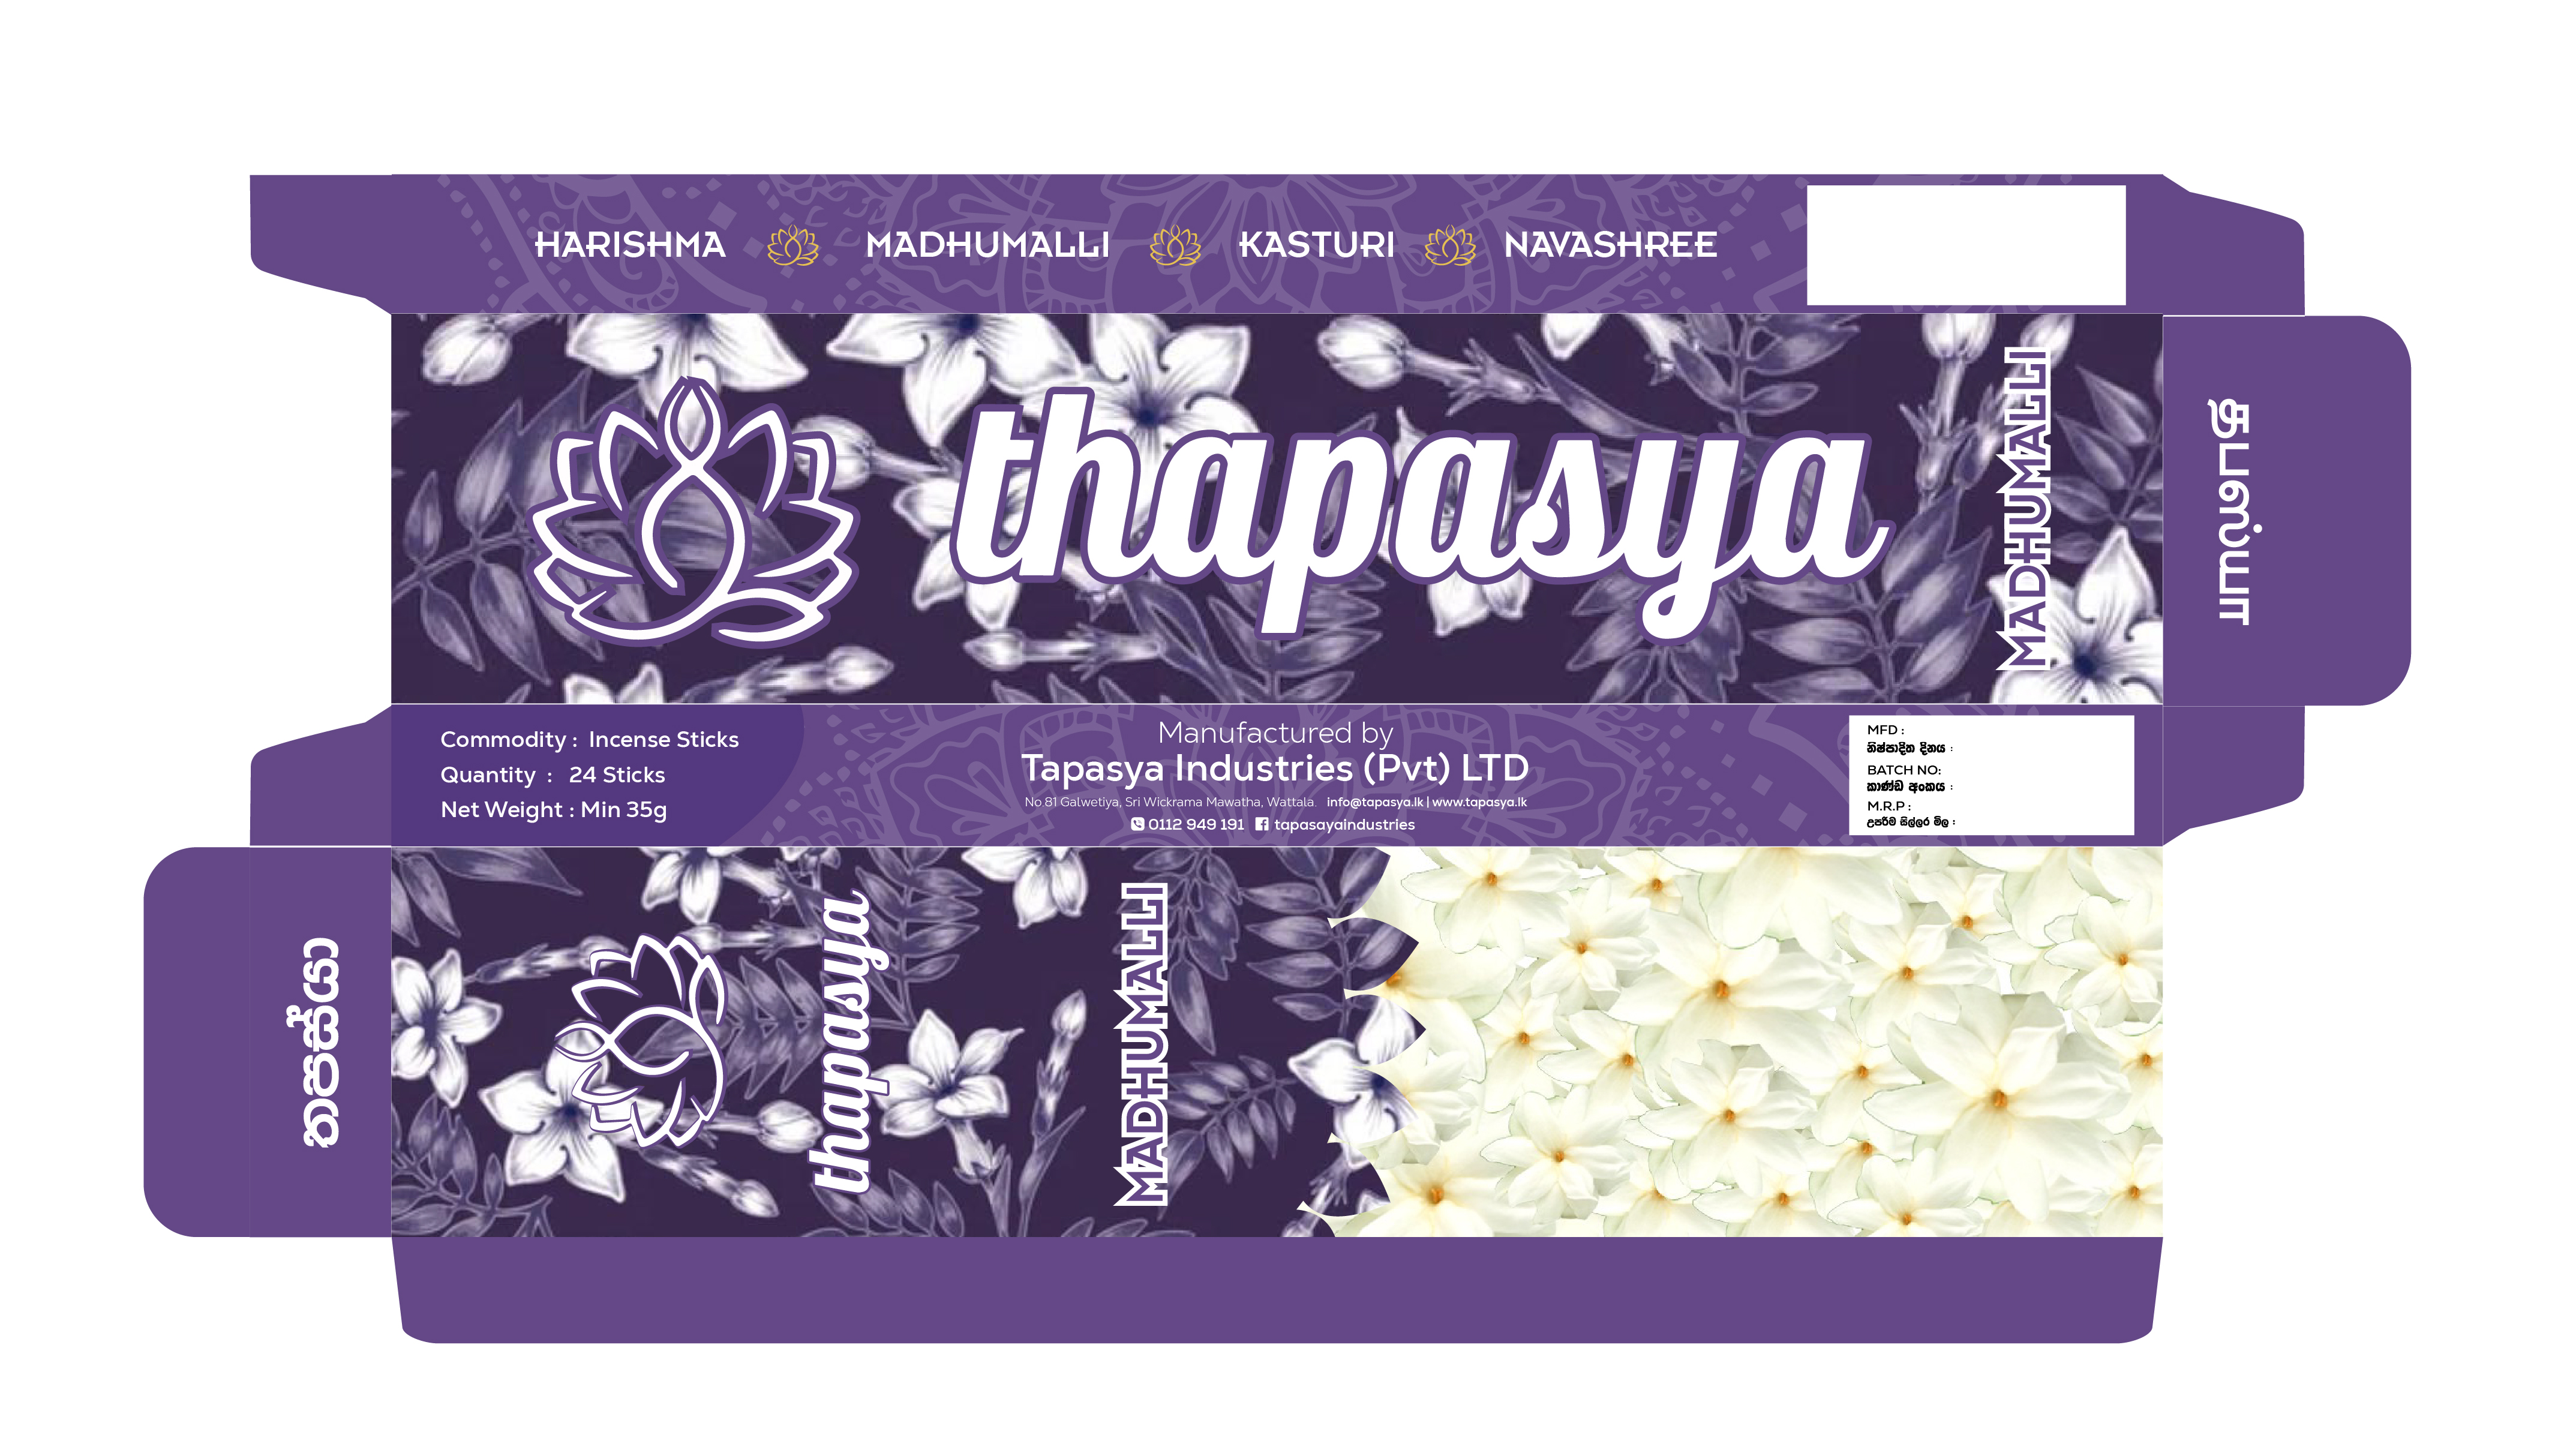 HARISHMA MADHUMALLI KASTURI NAVASHREE
thapasya
MADHUMALLI
தபஸ்யா
Commodity : Incense Sticks
Quantity : 24 Sticks
Net Weight : Min 35g
Manufactured by
Tapasya Industries (Pvt) LTD
No.81 Galwetiya, Sri Wickrama Mawatha, Wattala. info@tapasya.lk | www.tapasya.lk
0112 949 191 tapasayaindustries
MFD :
නිෂ්පාදිත දිනය :
BATCH NO:
කාණ්ඩ අංකය :
M.R.P :
උපරිම සිල්ලර මිල :
තපස්යා
thapasya
MADHUMALLI